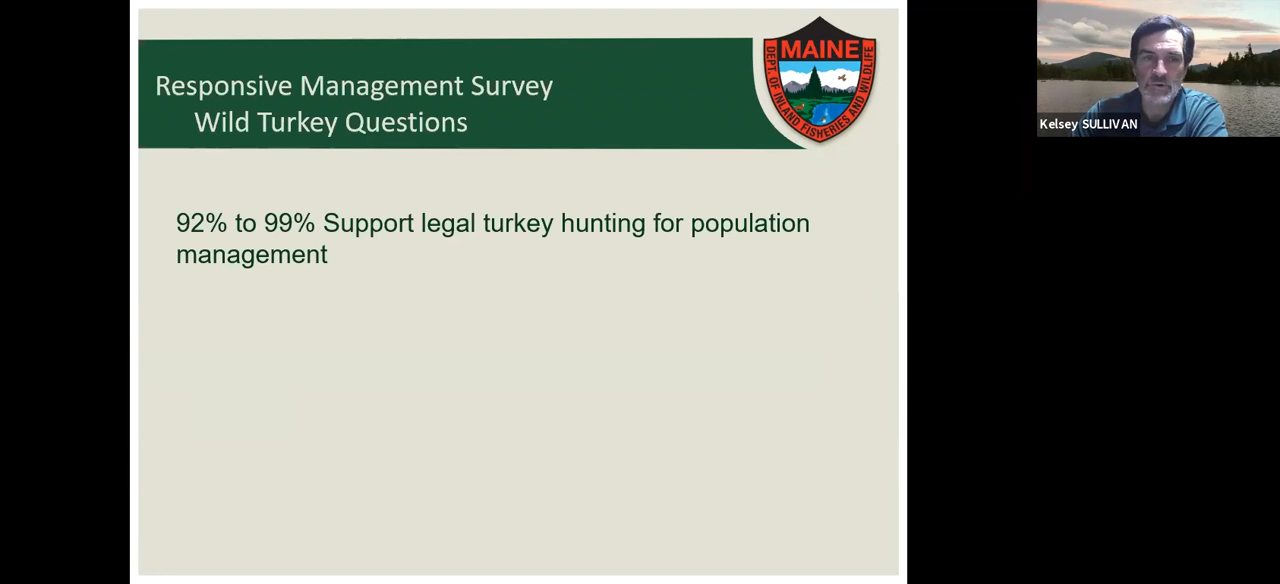 Responsive Management Survey
Wild Turkey Questions
MAINE
DEPT. OF INLAND FISHERIES AND WILDLIFE
Kelsey SULLIVAN
92% to 99% Support legal turkey hunting for population
management